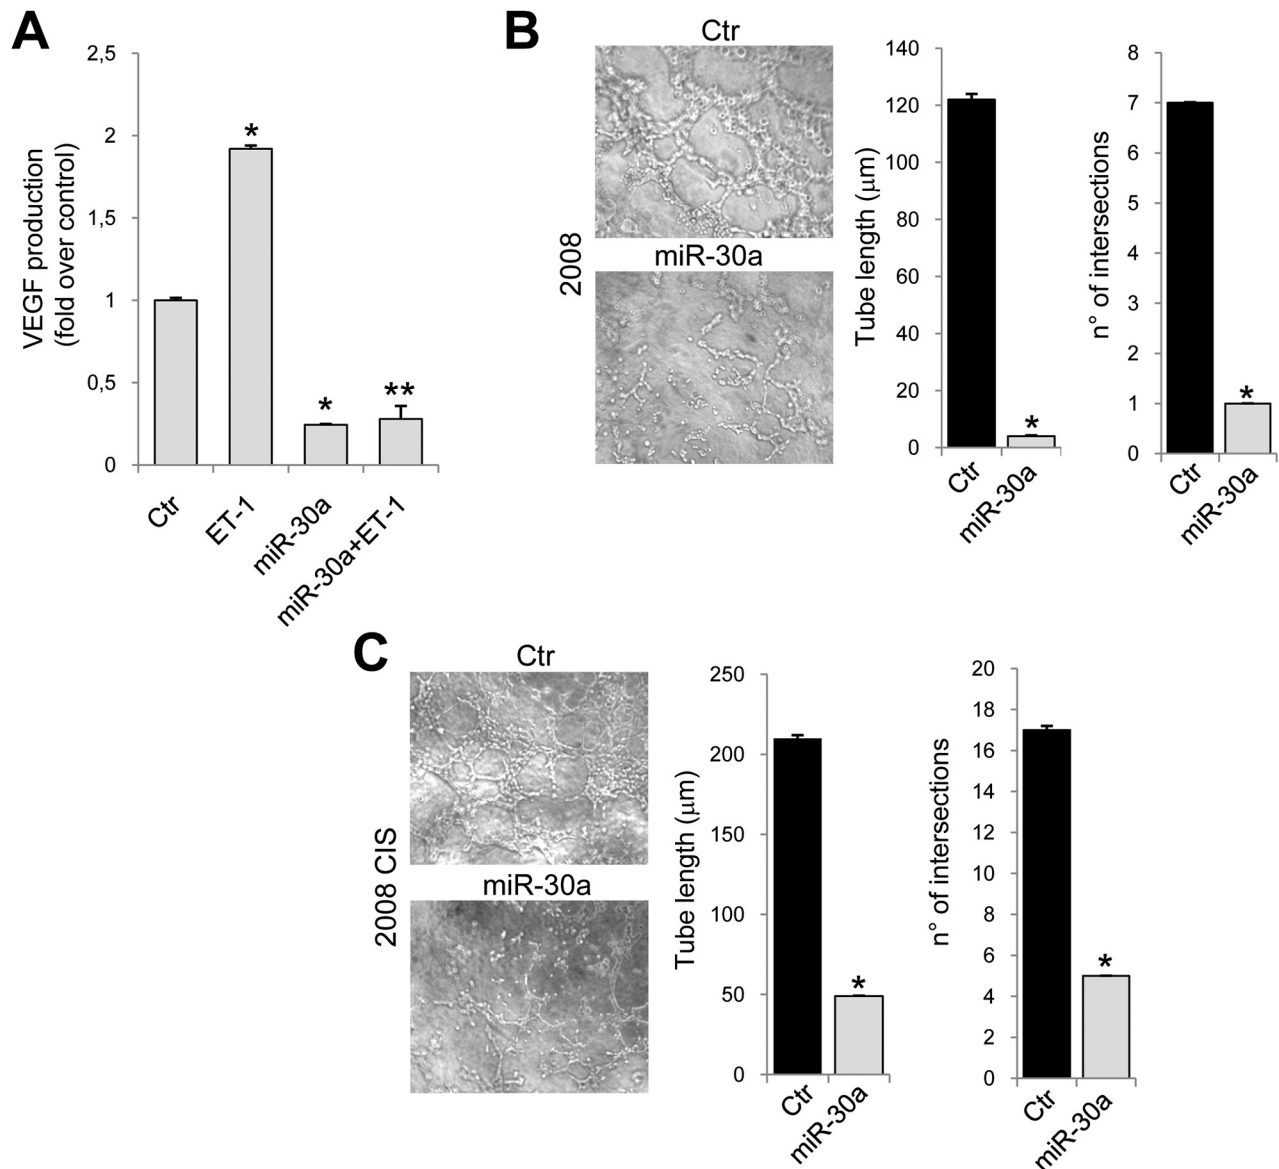 A
2,5
2
1,5
1
0,5
0
VEGF production
(fold over control)
*
*
**
Ctr
ET-1
miR-30a
miR-30a+ET-1
B
2008
Ctr
miR-30a
140
120
100
80
60
40
20
0
Tube length (μm)
*
Ctr
miR-30a
8
7
6
5
4
3
2
1
0
n° of intersections
*
Ctr
miR-30a
C
2008 CIS
Ctr
miR-30a
250
200
150
100
50
0
Tube length (μm)
*
Ctr
miR-30a
20
18
16
14
12
10
8
6
4
2
0
n° of intersections
*
Ctr
miR-30a